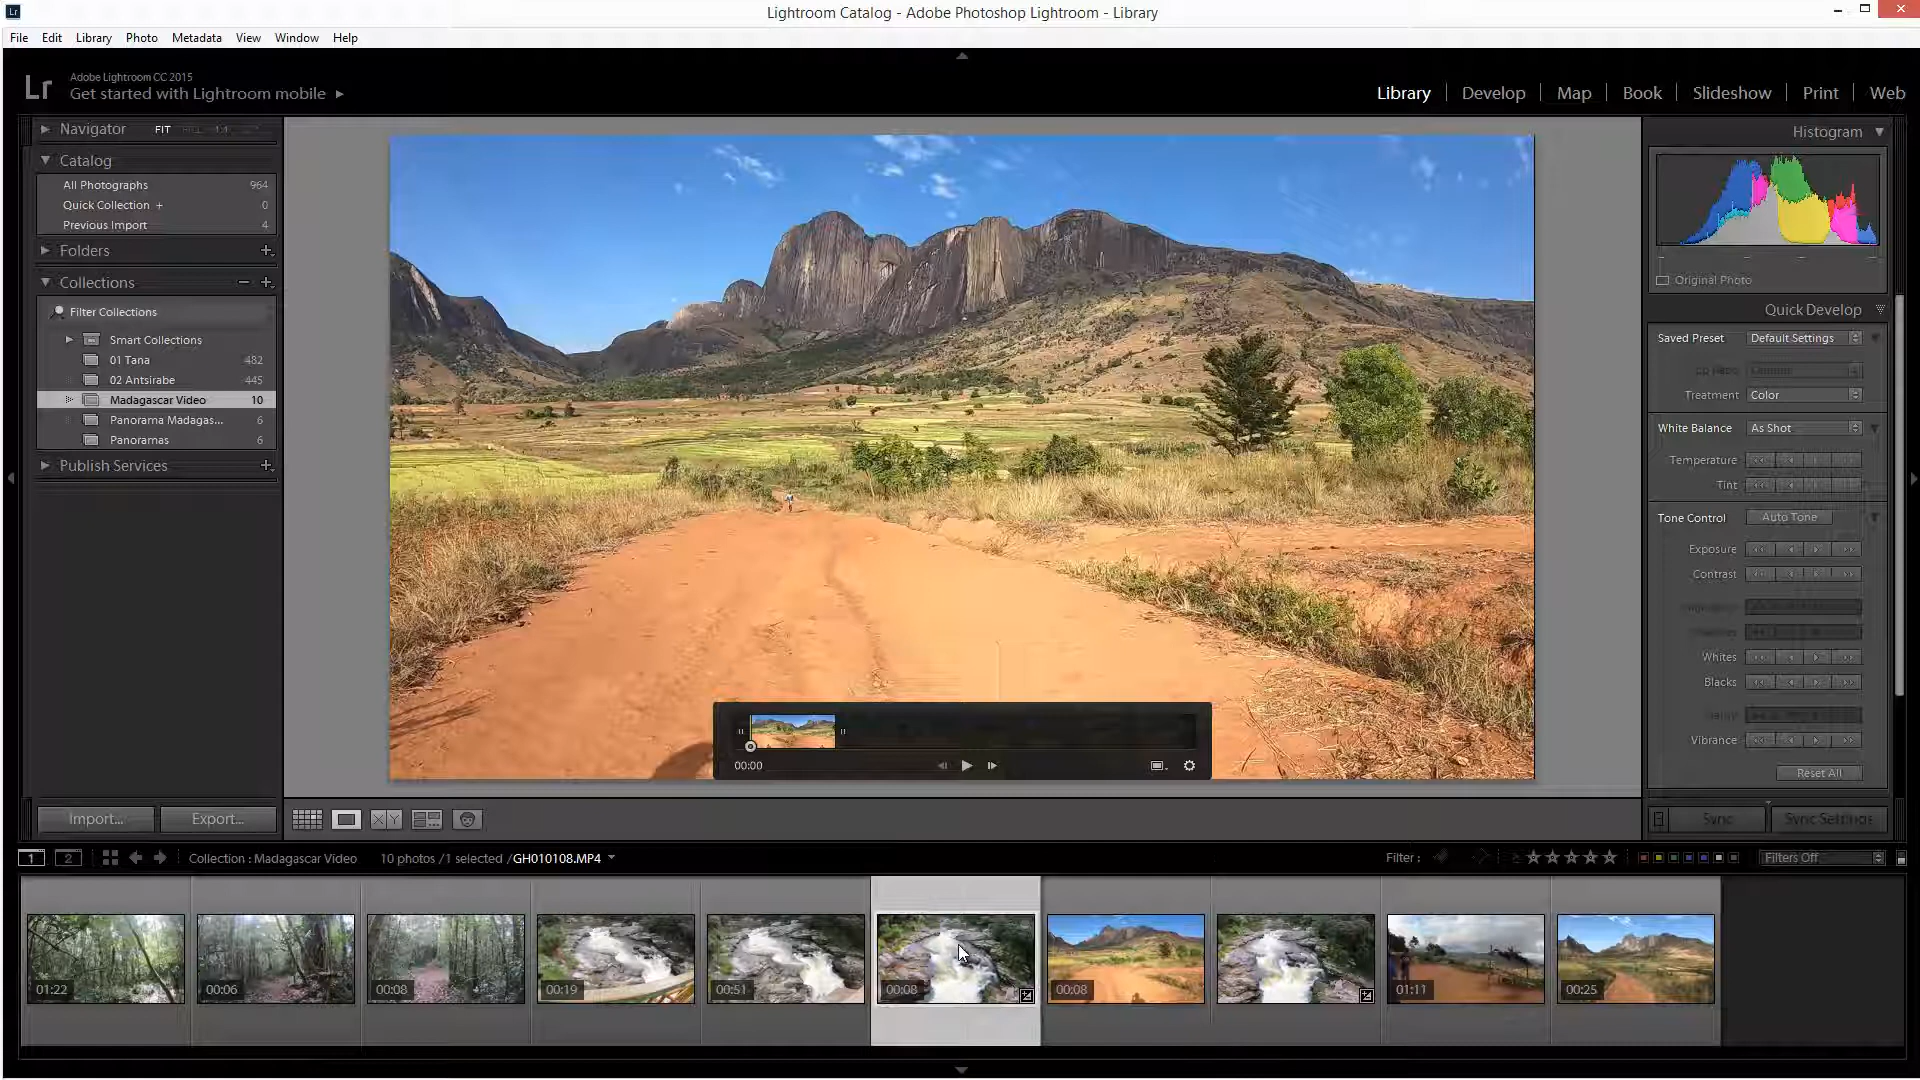 Lr
Lightroom Catalog - Adobe Photoshop Lightroom - Library
File Edit Library Photo Metadata View Window Help
Lr
Adobe Lightroom CC 2015
Get started with Lightroom mobile
Library Develop Map Book Slideshow Print Web
Navigator FIT
Catalog
All Photographs 964
Quick Collection + 0
Previous Import 4
Folders
Collections
Filter Collections
Smart Collections
01 Tana 482
02 Antsirabe 445
Madagascar Video 10
Panorama Madagas... 6
Panoramas 6
Publish Services
Import... Export...
00:00
Histogram
Original Photo
Quick Develop
Saved Preset Default Settings
Treatment Color
White Balance As Shot
Temperature
Tint
Tone Control Auto Tone
Exposure
Contrast
Whites
Blacks
Vibrance
Reset All
Sync Sync Settings
XY
1 2 Collection : Madagascar Video 10 photos /1 selected /GH010108.MP4 Filter : Filters Off
01:22 00:06 00:08 00:19 00:51 00:08 00:08 01:11 00:25